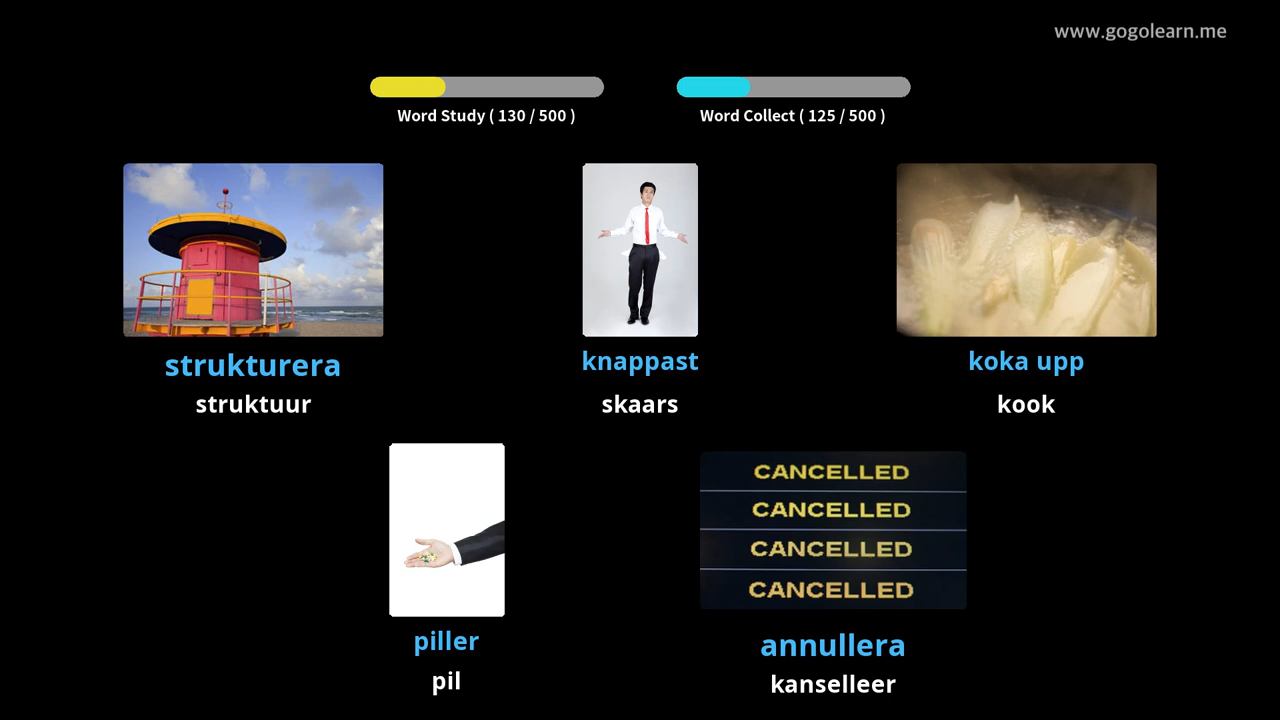 www.gogolearn.me
Word Study ( 130 / 500 )
Word Collect ( 125 / 500 )
strukturera
struktuur
knappast
skaars
koka upp
kook
CANCELLED
CANCELLED
CANCELLED
CANCELLED
piller
pil
annullera
kanselleer